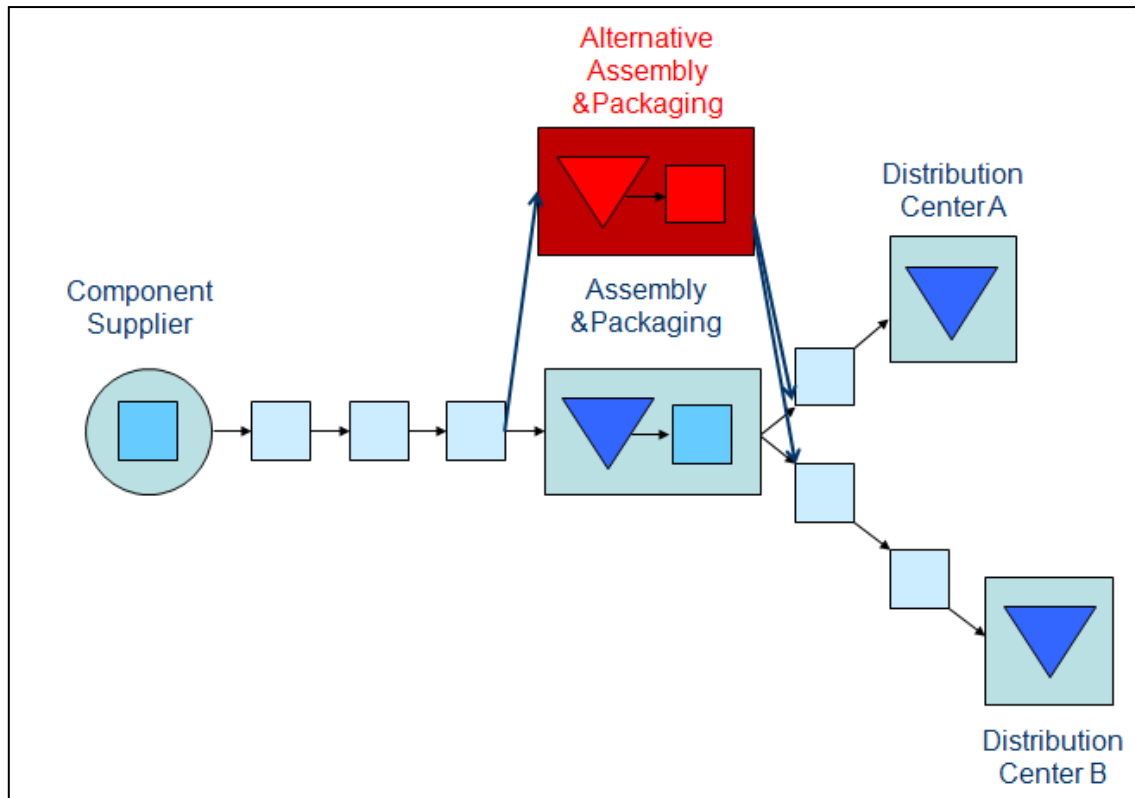 Alternative
Assembly
&Packaging
Distribution
Center A
Component
Supplier
Assembly
&Packaging
Distribution
Center B